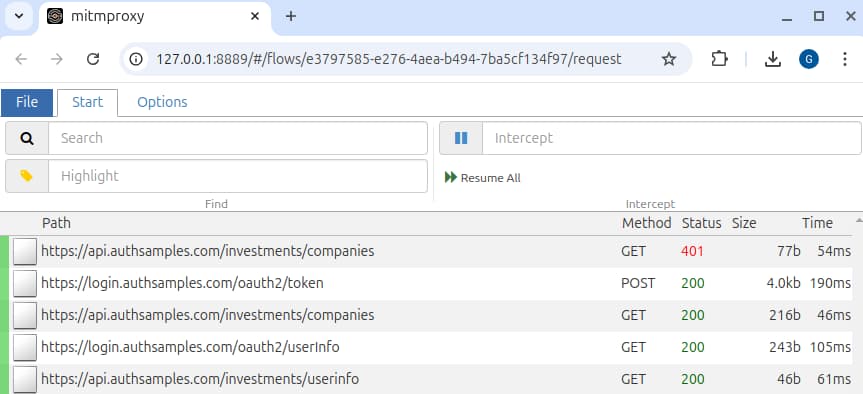 mitmproxy
127.0.0.1:8889/#/flows/e3797585-e276-4aea-b494-7ba5cf134f97/request
G
File Start Options
Search
Intercept
Highlight
Resume All
Find
Intercept
Path Method Status Size Time
https://api.authsamples.com/investments/companies GET 401 77b 54ms
https://login.authsamples.com/oauth2/token POST 200 4.0kb 190ms
https://api.authsamples.com/investments/companies GET 200 216b 46ms
https://login.authsamples.com/oauth2/userInfo GET 200 243b 105ms
https://api.authsamples.com/investments/userinfo GET 200 46b 61ms